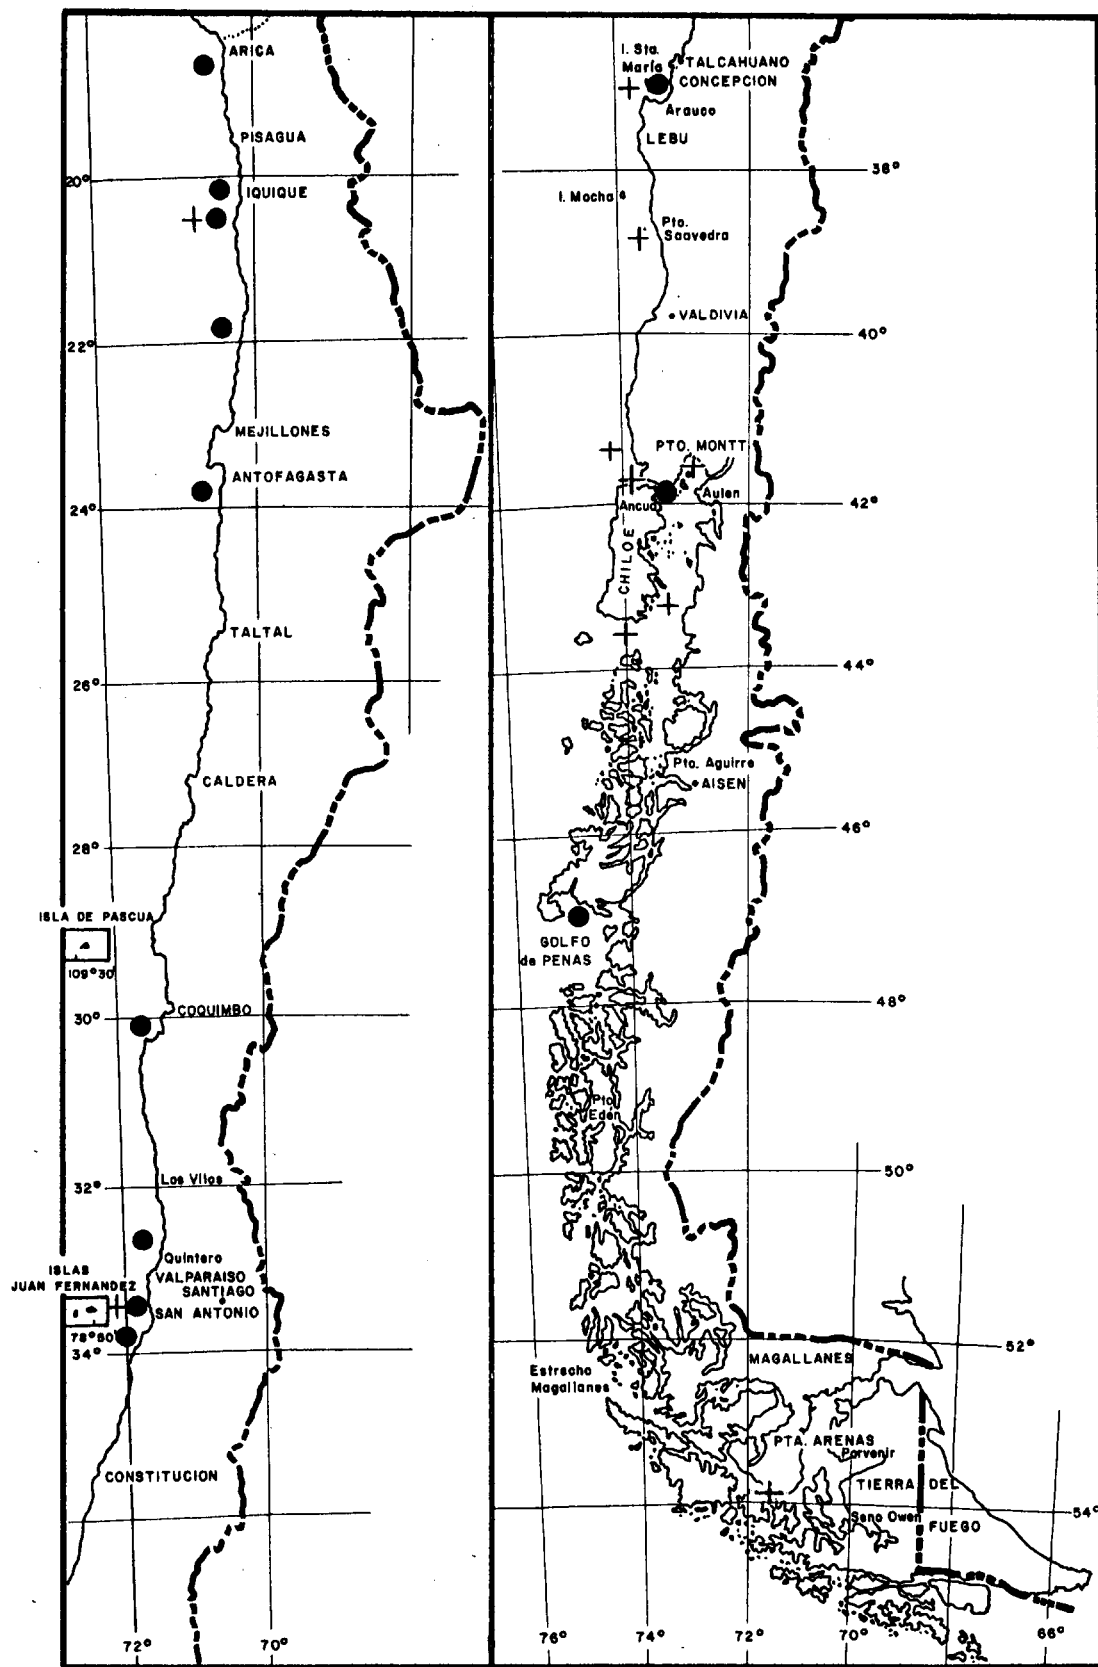 ARICA
PISAGUA
20°
IQUIQUE
22°
MEJILLONES
ANTOFAGASTA
24°
TALTAL
26°
CALDERA
28°
ISLA DE PASCUA
109°30'
COQUIMBO
30°
Los Vilos
32°
Quintero
ISLAS
JUAN FERNANDEZ
VALPARAISO
SANTIAGO
SAN ANTONIO
34°
CONSTITUCION
72°
70°
I. Sta.
María
TALCAHUANO
CONCEPCION
Arauco
LEBU
38°
I. Mocha
Pto.
Saavedra
VALDIVIA
40°
PTO. MONTT
Aulen
42°
Ancud
CHILOE
44°
Pto. Aguirre
AISEN
46°
GOLFO
de PENAS
48°
Pto.
Edén
50°
52°
MAGALLANES
Estrecho
Magallanes
PTA. ARENAS
Porvenir
TIERRA DEL
FUEGO
Seno Owen
54°
76°
74°
72°
70°
68°
66°